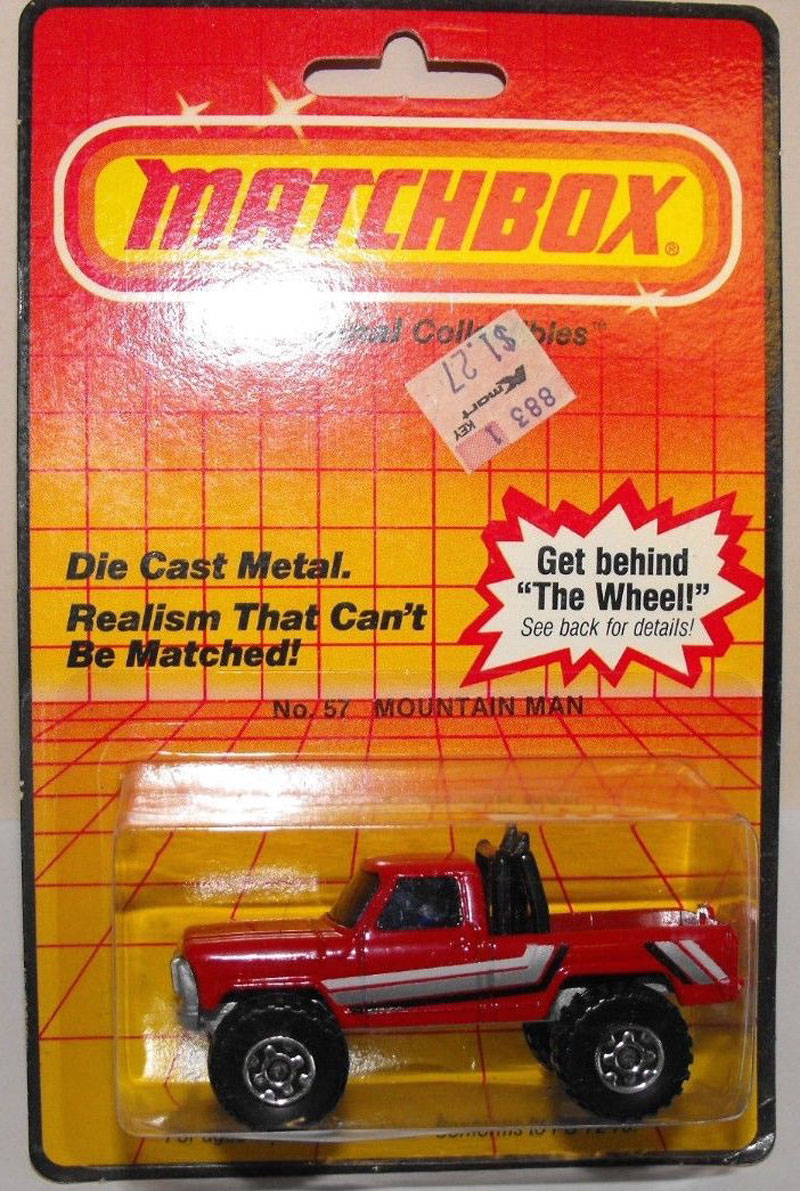 MATCHBOX®
$1.27
Kmart
KEY
883 1
Die Cast Metal.
Realism That Can't
Be Matched!
Get behind
“The Wheel!”
See back for details!
No. 57 MOUNTAIN MAN